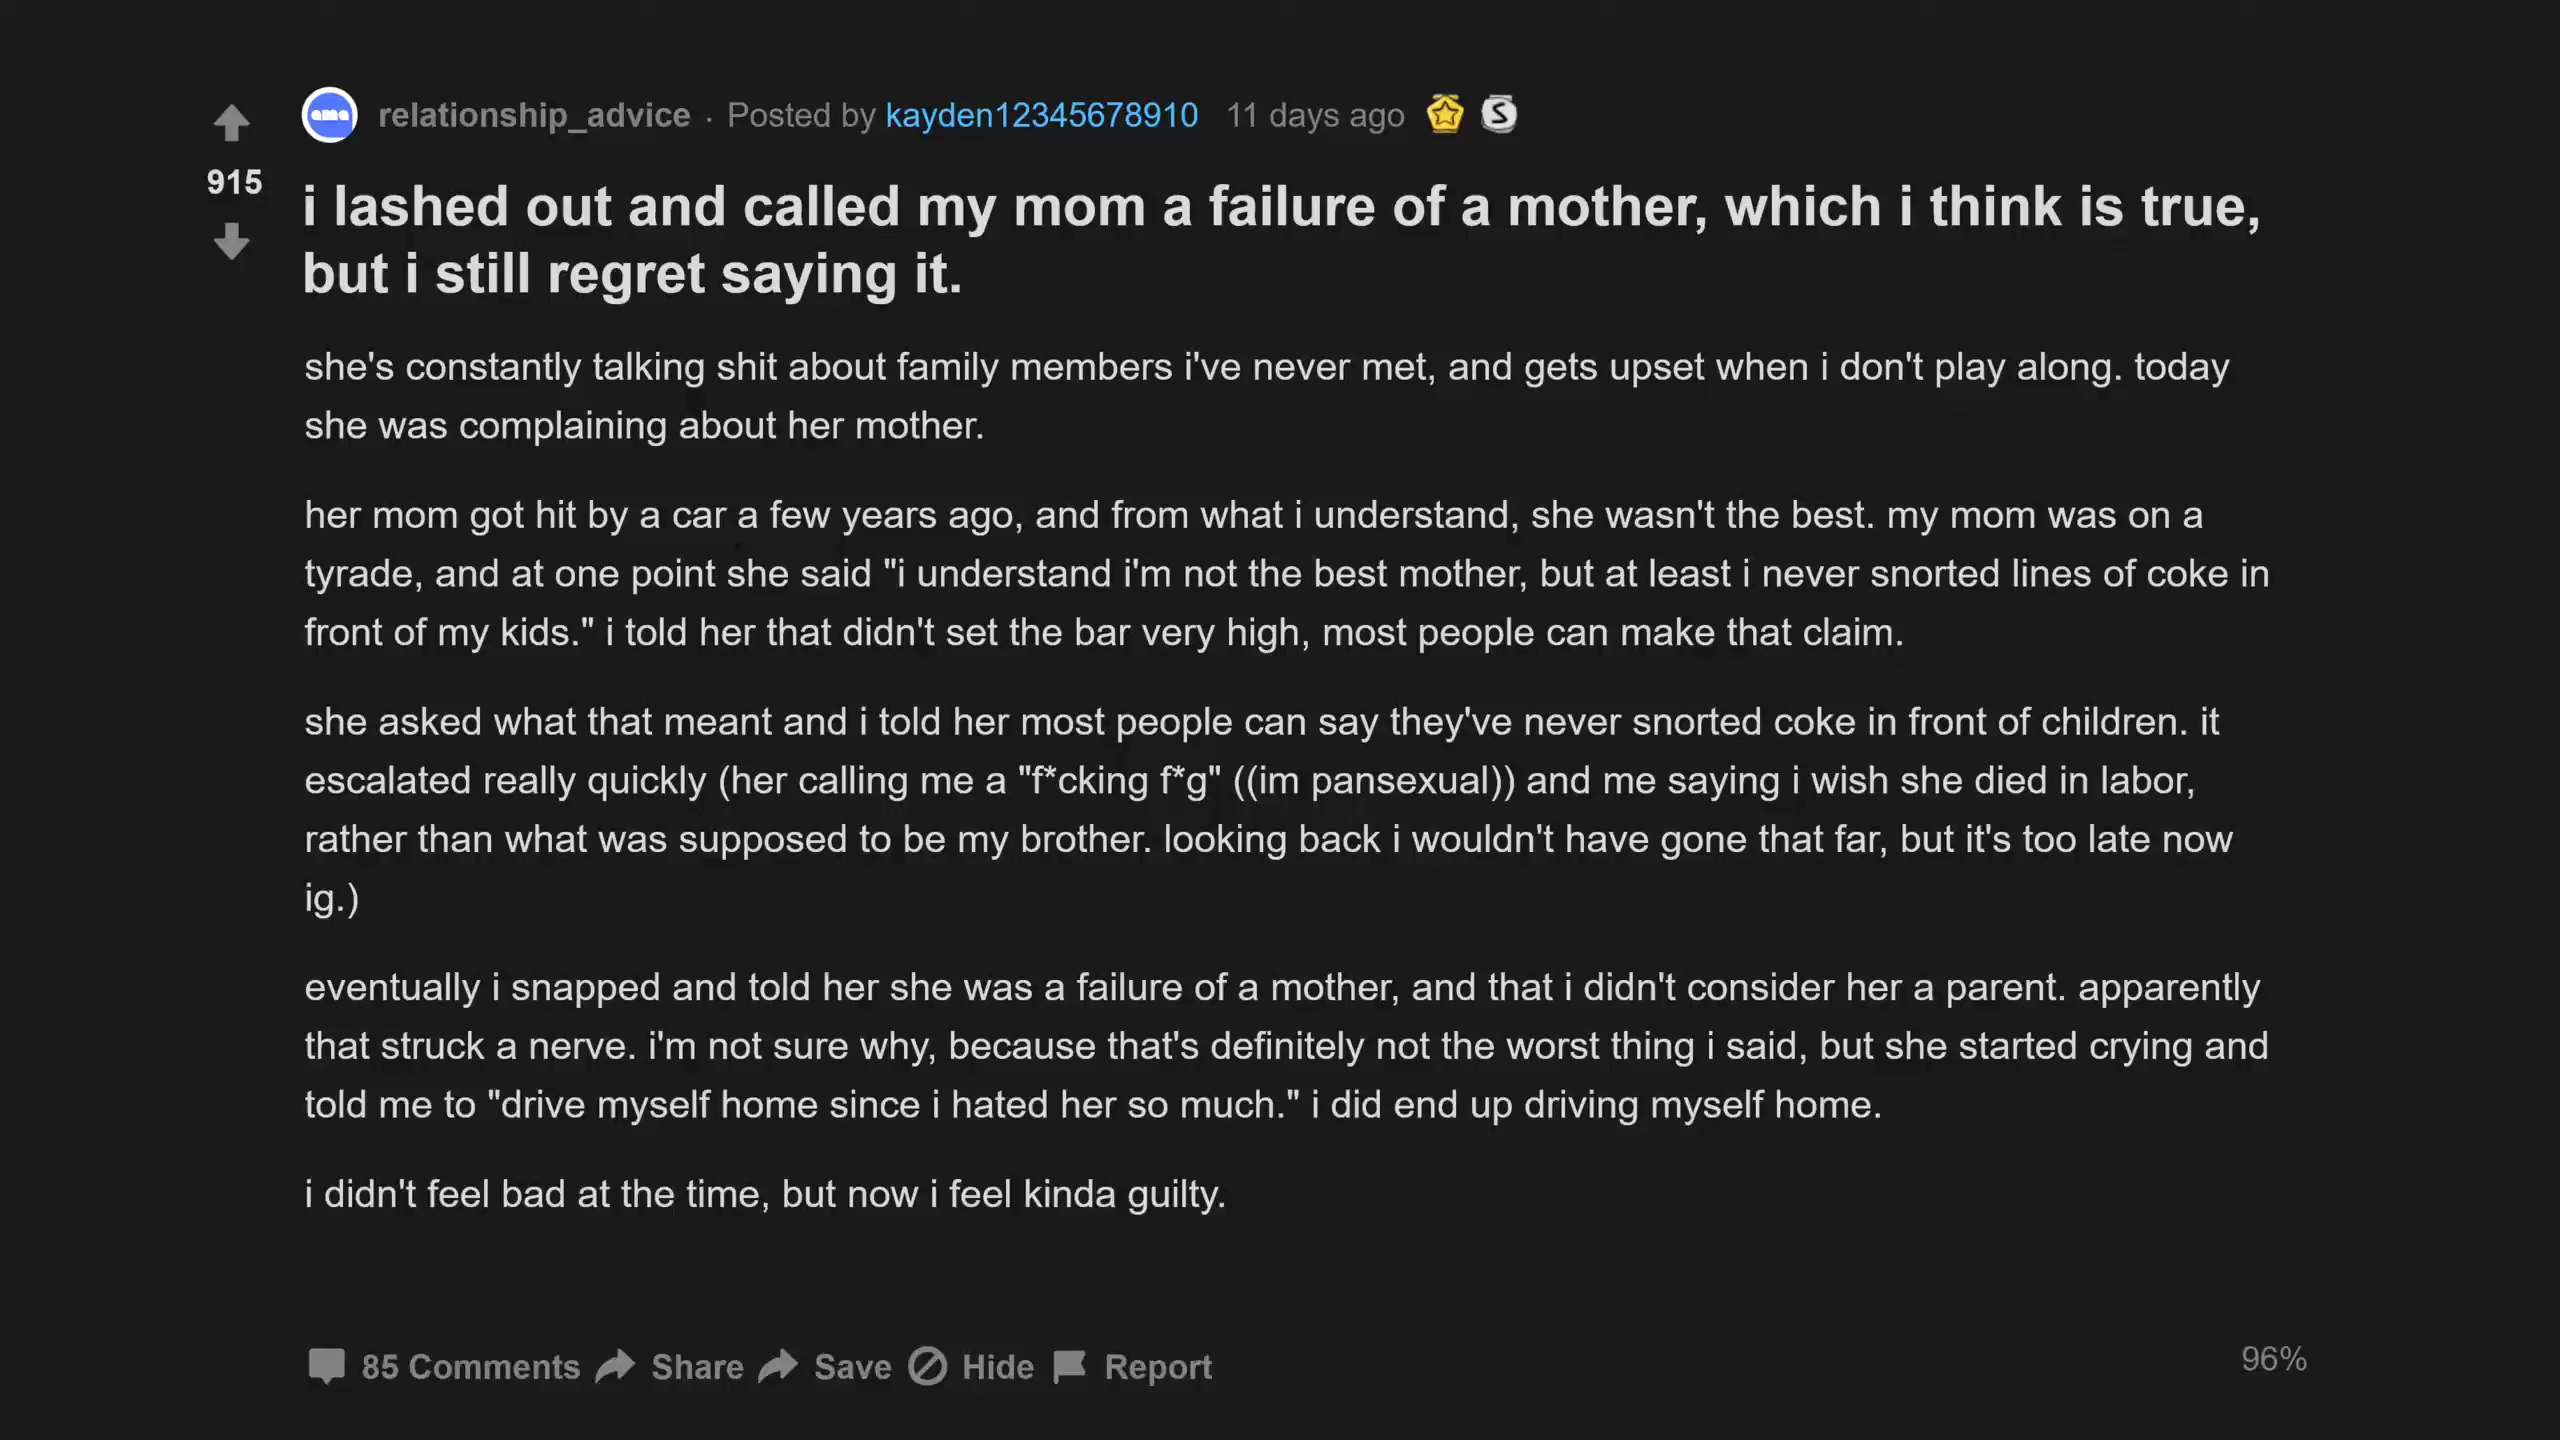 ama relationship_advice · Posted by kayden12345678910 11 days ago S
915
i lashed out and called my mom a failure of a mother, which i think is true,
but i still regret saying it.
she's constantly talking shit about family members i've never met, and gets upset when i don't play along. today
she was complaining about her mother.
her mom got hit by a car a few years ago, and from what i understand, she wasn't the best. my mom was on a
tyrade, and at one point she said "i understand i'm not the best mother, but at least i never snorted lines of coke in
front of my kids." i told her that didn't set the bar very high, most people can make that claim.
she asked what that meant and i told her most people can say they've never snorted coke in front of children. it
escalated really quickly (her calling me a "f*cking f*g" ((im pansexual)) and me saying i wish she died in labor,
rather than what was supposed to be my brother. looking back i wouldn't have gone that far, but it's too late now
ig.)
eventually i snapped and told her she was a failure of a mother, and that i didn't consider her a parent. apparently
that struck a nerve. i'm not sure why, because that's definitely not the worst thing i said, but she started crying and
told me to "drive myself home since i hated her so much." i did end up driving myself home.
i didn't feel bad at the time, but now i feel kinda guilty.
85 Comments Share Save Hide Report
96%